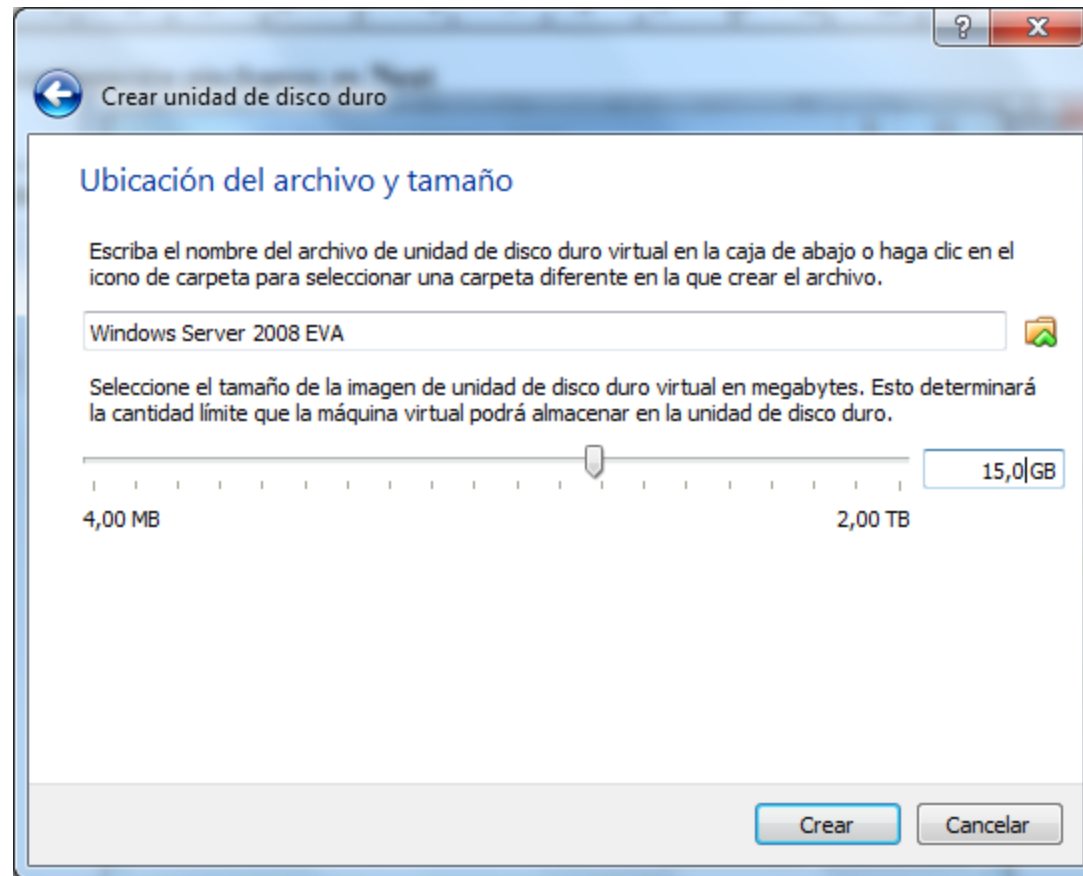 Crear unidad de disco duro
Ubicación del archivo y tamaño
Escriba el nombre del archivo de unidad de disco duro virtual en la caja de abajo o haga clic en el
icono de carpeta para seleccionar una carpeta diferente en la que crear el archivo.
Windows Server 2008 EVA
Seleccione el tamaño de la imagen de unidad de disco duro virtual en megabytes. Esto determinará
la cantidad límite que la máquina virtual podrá almacenar en la unidad de disco duro.
15,0 GB
4,00 MB 2,00 TB
Crear Cancelar